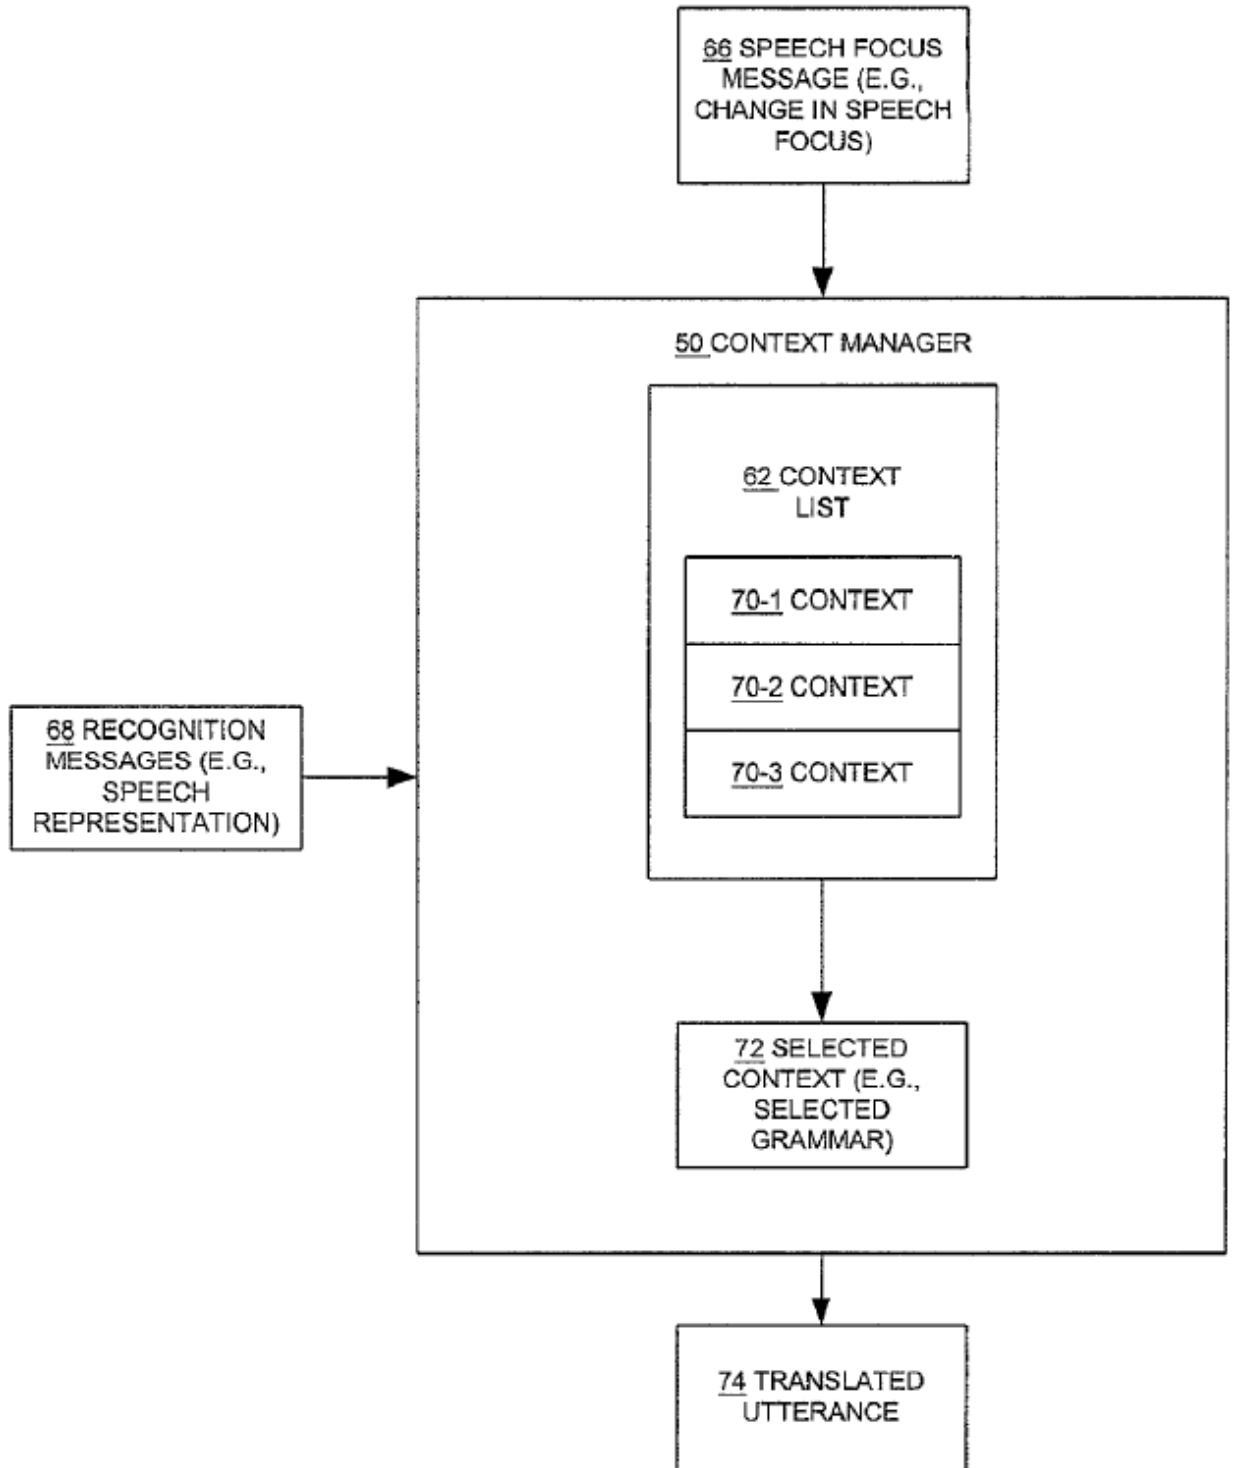 66 SPEECH FOCUS
MESSAGE (E.G.,
CHANGE IN SPEECH
FOCUS)
50 CONTEXT MANAGER
62 CONTEXT
LIST
70-1 CONTEXT
70-2 CONTEXT
70-3 CONTEXT
68 RECOGNITION
MESSAGES (E.G.,
SPEECH
REPRESENTATION)
72 SELECTED
CONTEXT (E.G.,
SELECTED
GRAMMAR)
74 TRANSLATED
UTTERANCE